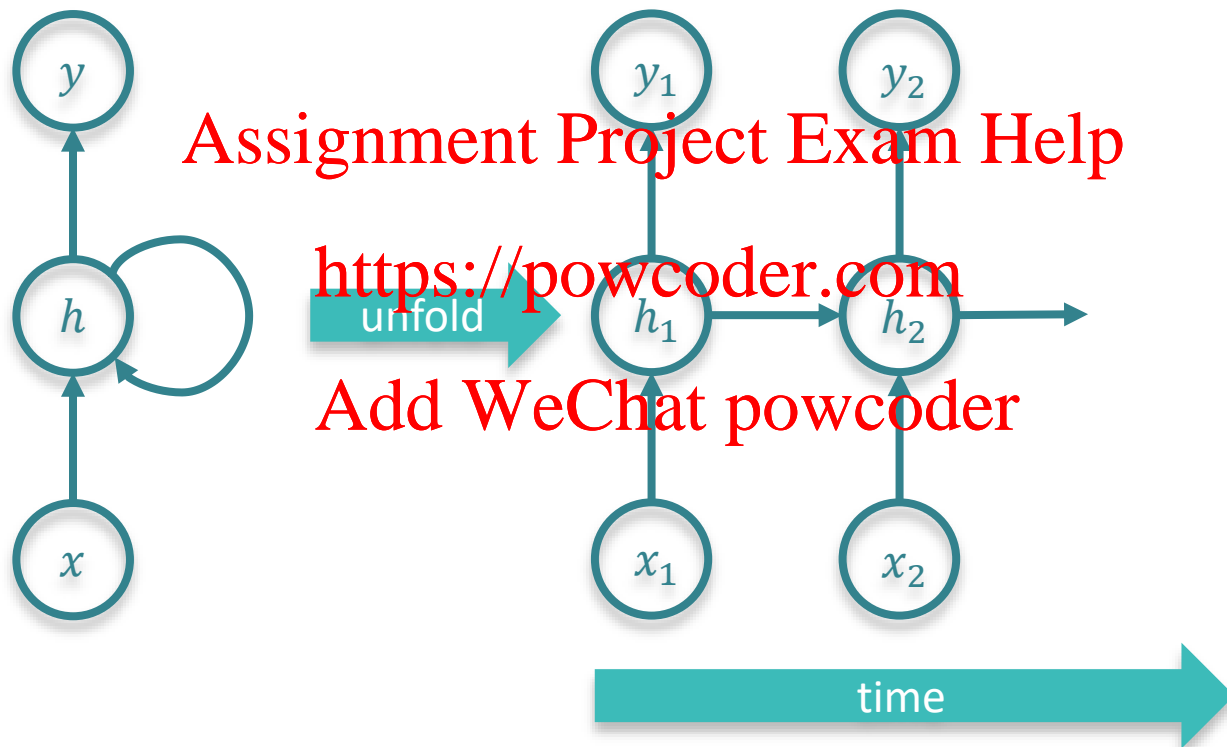 y
y₁
y₂
Assignment Project Exam Help
https://powcoder.com
unfold
h
h₁
h₂
Add WeChat powcoder
x
x₁
x₂
time